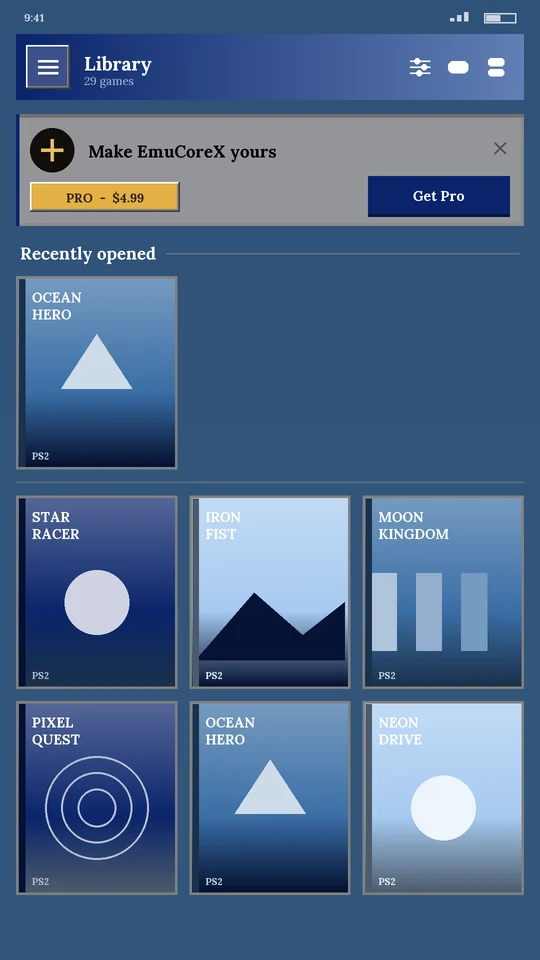 9:41
Library
29 games
Make EmuCoreX yours
PRO - $4.99
Get Pro
Recently opened
OCEAN
HERO
PS2
STAR
RACER
PS2
IRON
FIST
PS2
MOON
KINGDOM
PS2
PIXEL
QUEST
PS2
OCEAN
HERO
PS2
NEON
DRIVE
PS2